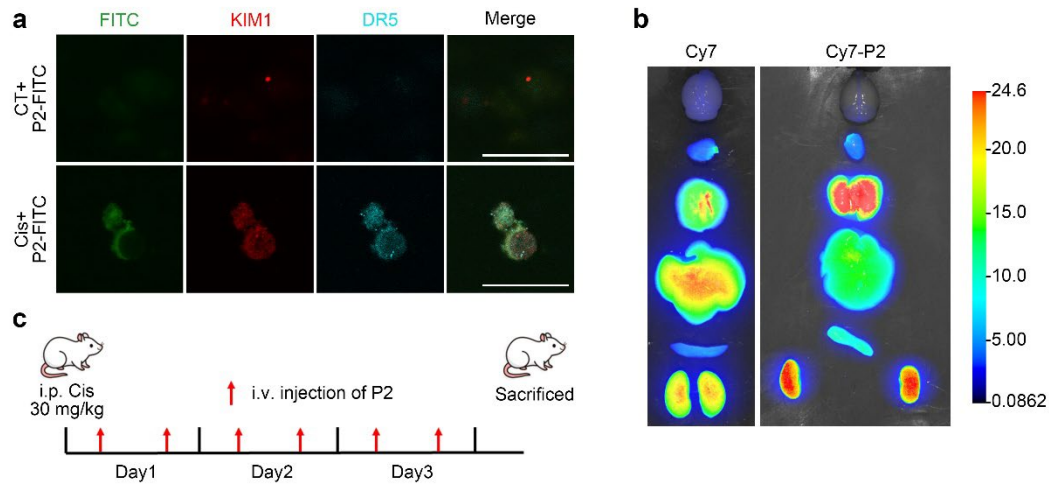 a
FITC
KIM1
DR5
Merge
CT+
P2-FITC
Cis+
P2-FITC
b
Cy7
Cy7-P2
24.6
20.0
15.0
10.0
5.00
0.0862
c
i.p. Cis
30 mg/kg
i.v. injection of P2
Sacrificed
Day1
Day2
Day3